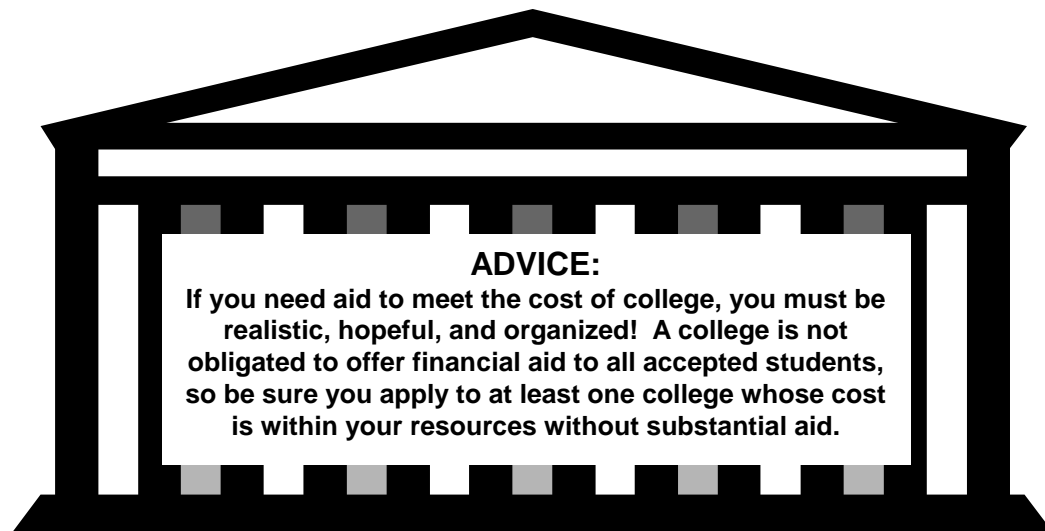 ADVICE:
If you need aid to meet the cost of college, you must be
realistic, hopeful, and organized!  A college is not
obligated to offer financial aid to all accepted students,
so be sure you apply to at least one college whose cost
is within your resources without substantial aid.